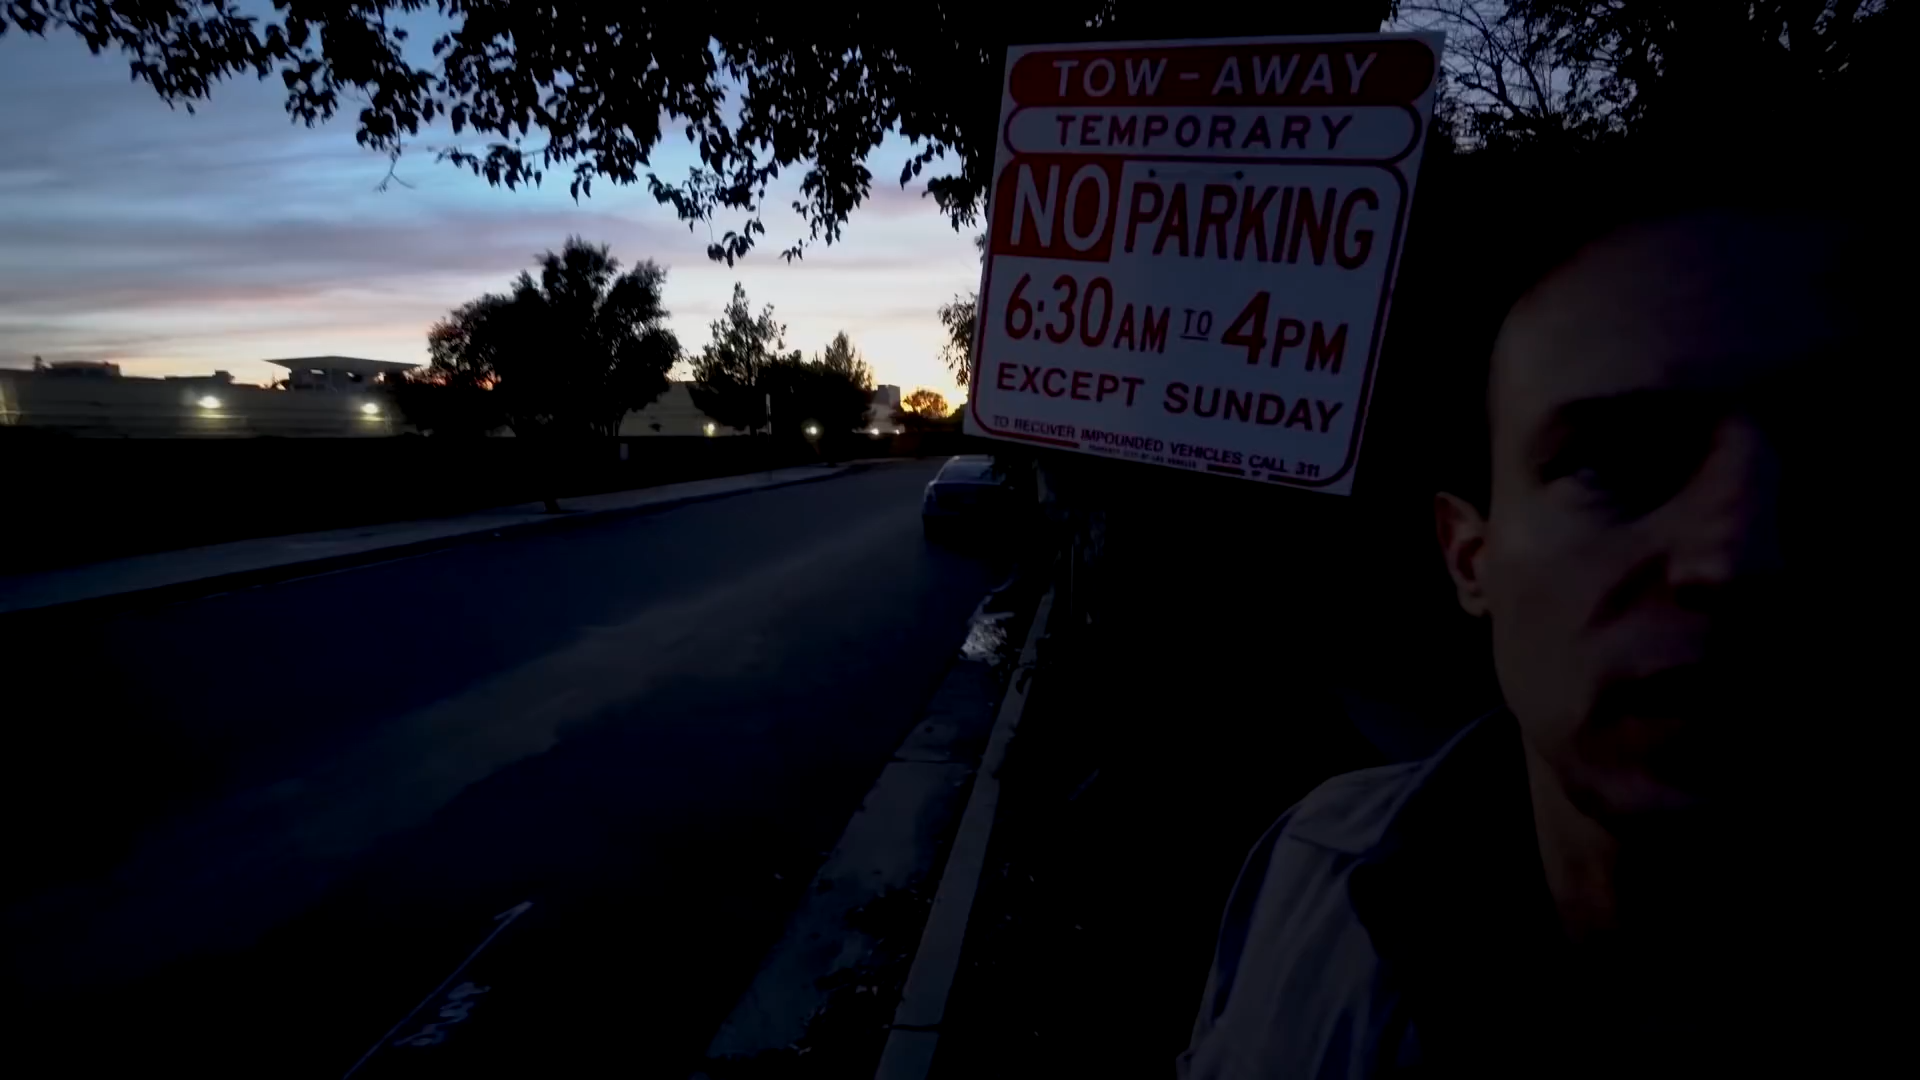 TOW-AWAY
TEMPORARY
NO PARKING
6:30AM TO 4PM
EXCEPT SUNDAY
TO RECOVER IMPOUNDED VEHICLES CALL 311